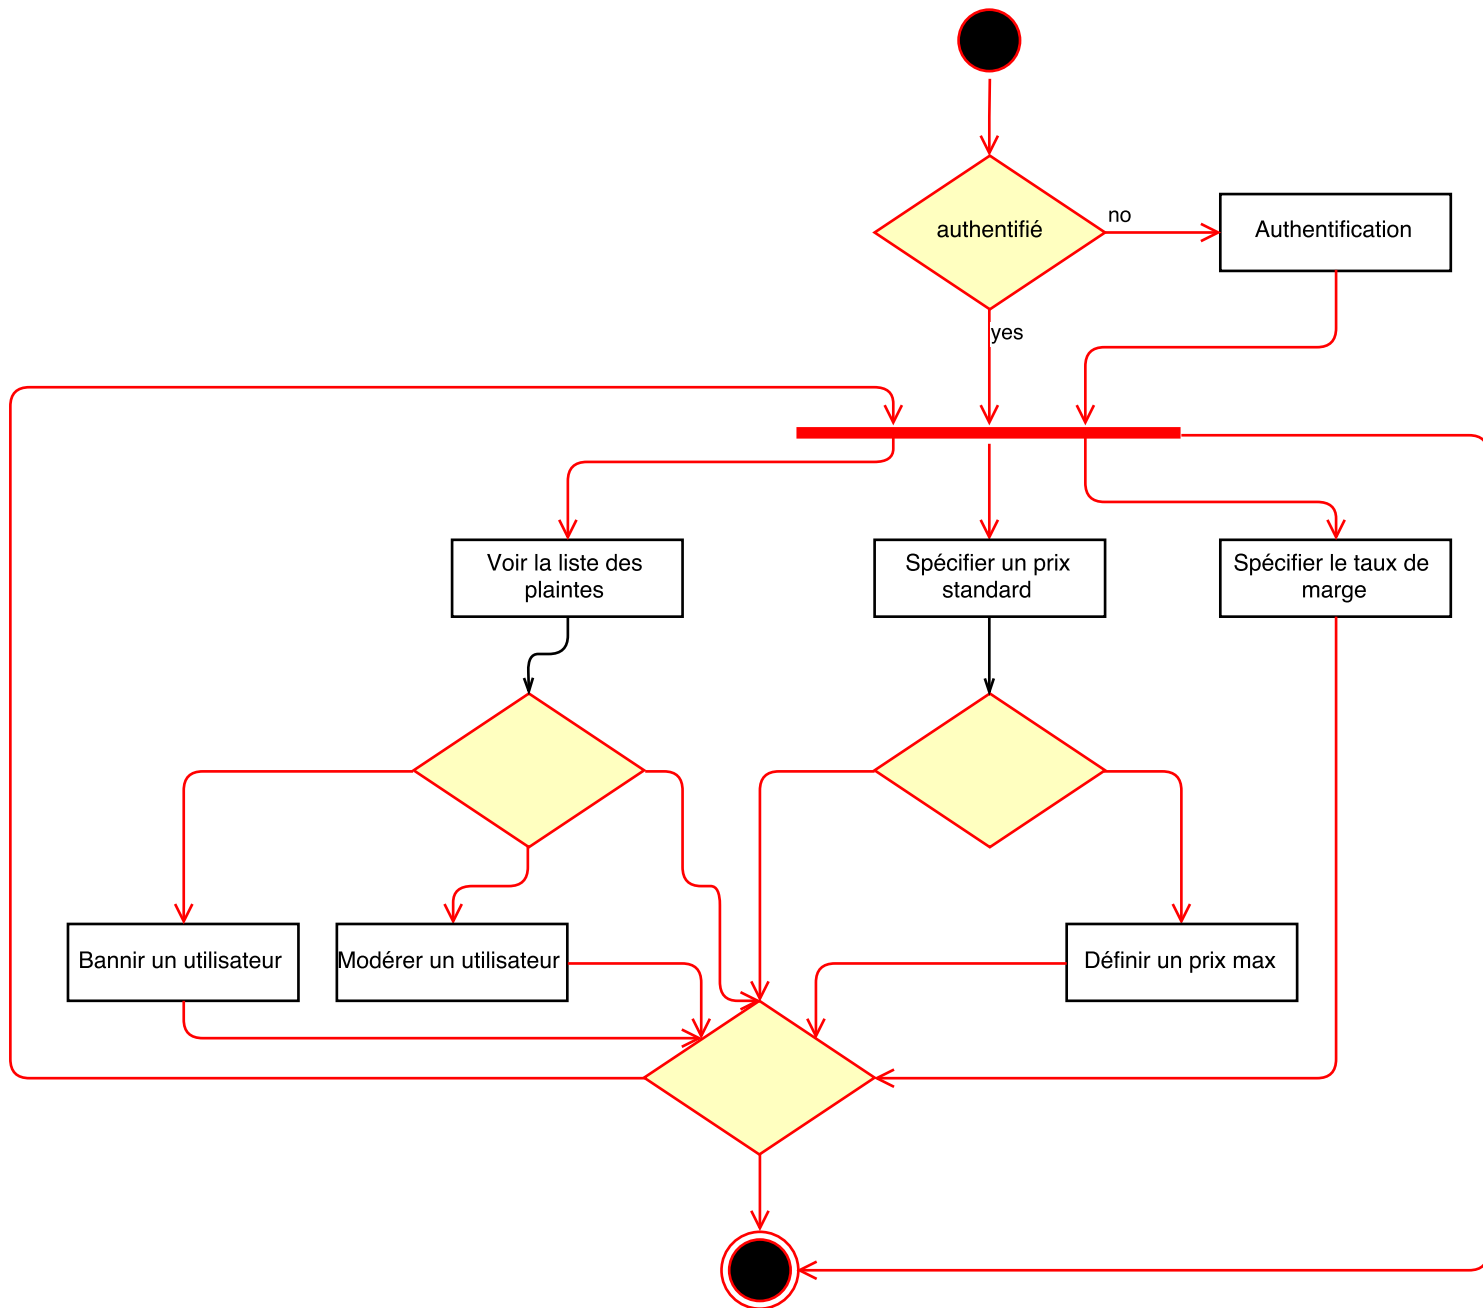 authentifié
no
Authentification
yes
Voir la liste des
plaintes
Spécifier un prix
standard
Spécifier le taux de
marge
Bannir un utilisateur
Modérer un utilisateur
Définir un prix max